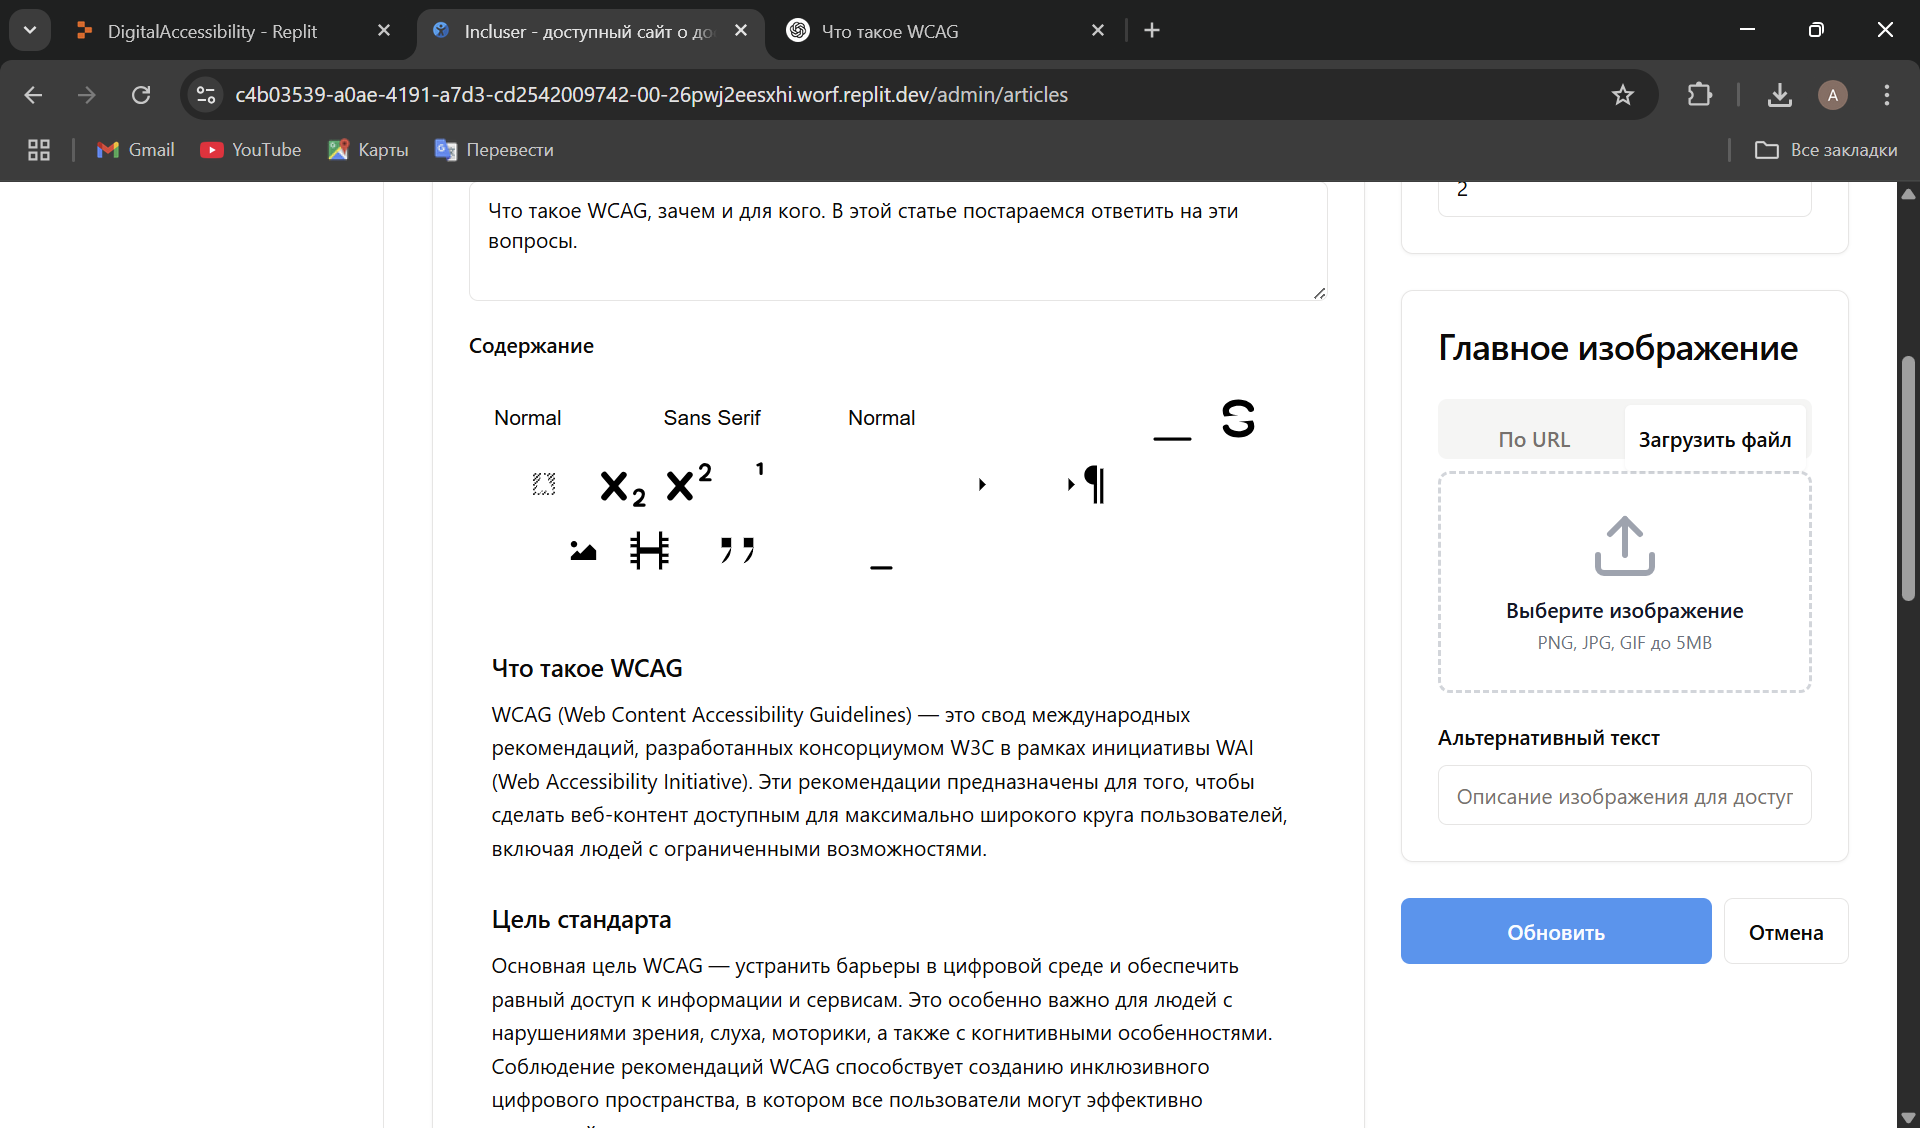 DigitalAccessibility - Replit
Incluser - доступный сайт о до
Что такое WCAG
c4b03539-a0ae-4191-a7d3-cd2542009742-00-26pwj2eesxhi.worf.replit.dev/admin/articles
A
Gmail
YouTube
Карты
Перевести
Все закладки
Что такое WCAG, зачем и для кого. В этой статье постараемся ответить на эти
вопросы.
Содержание
Normal
Sans Serif
Normal
Что такое WCAG
WCAG (Web Content Accessibility Guidelines) — это свод международных
рекомендаций, разработанных консорциумом W3C в рамках инициативы WAI
(Web Accessibility Initiative). Эти рекомендации предназначены для того, чтобы
сделать веб-контент доступным для максимально широкого круга пользователей,
включая людей с ограниченными возможностями.
Цель стандарта
Основная цель WCAG — устранить барьеры в цифровой среде и обеспечить
равный доступ к информации и сервисам. Это особенно важно для людей с
нарушениями зрения, слуха, моторики, а также с когнитивными особенностями.
Соблюдение рекомендаций WCAG способствует созданию инклюзивного
цифрового пространства, в котором все пользователи могут эффективно
2
Главное изображение
По URL
Загрузить файл
Выберите изображение
PNG, JPG, GIF до 5MB
Альтернативный текст
Описание изображения для доступ
Обновить
Отмена